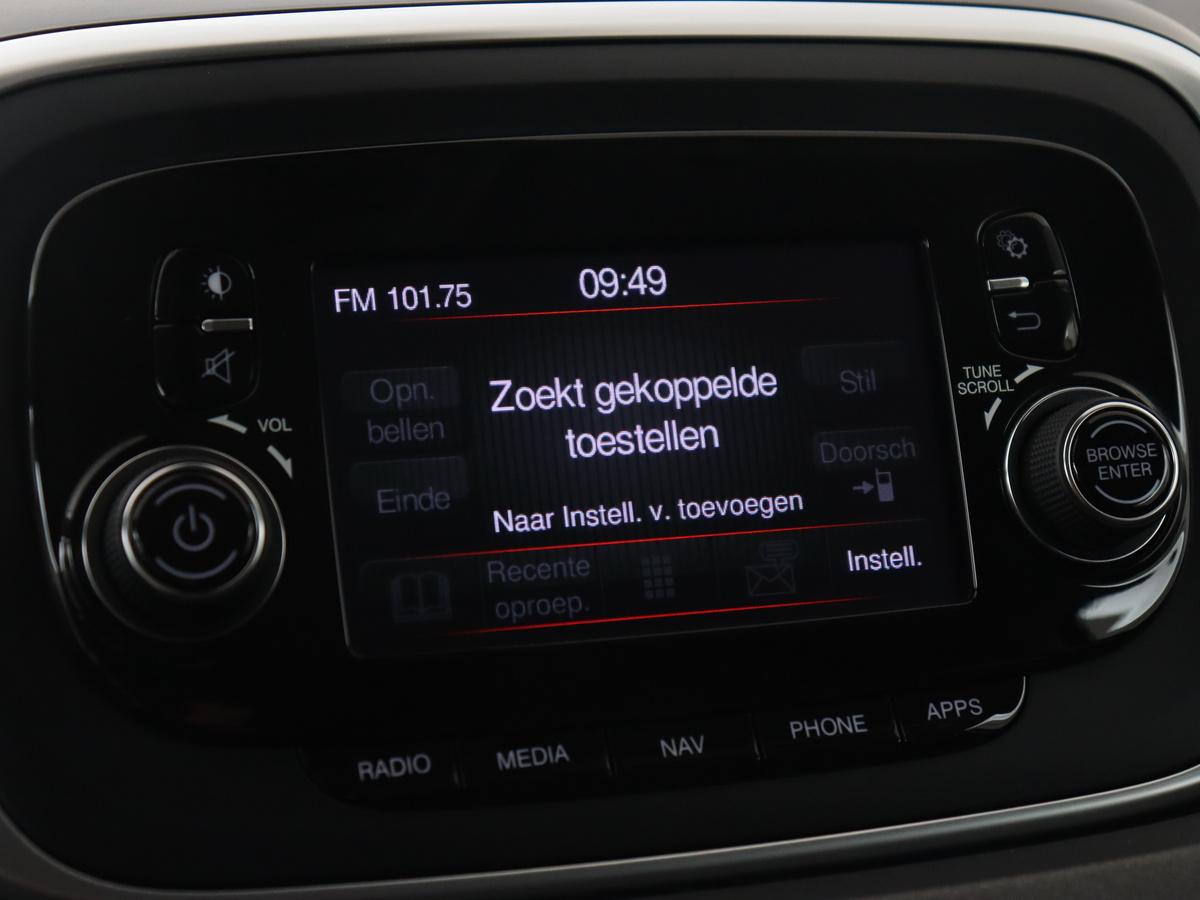 FM 101.75
09:49
Opn.
bellen
Zoekt gekoppelde
toestellen
Stil
Doorsch
Einde
Naar Instell. v. toevoegen
Recente
oproep.
Instell.
VOL
TUNE
SCROLL
BROWSE
ENTER
RADIO
MEDIA
NAV
PHONE
APPS